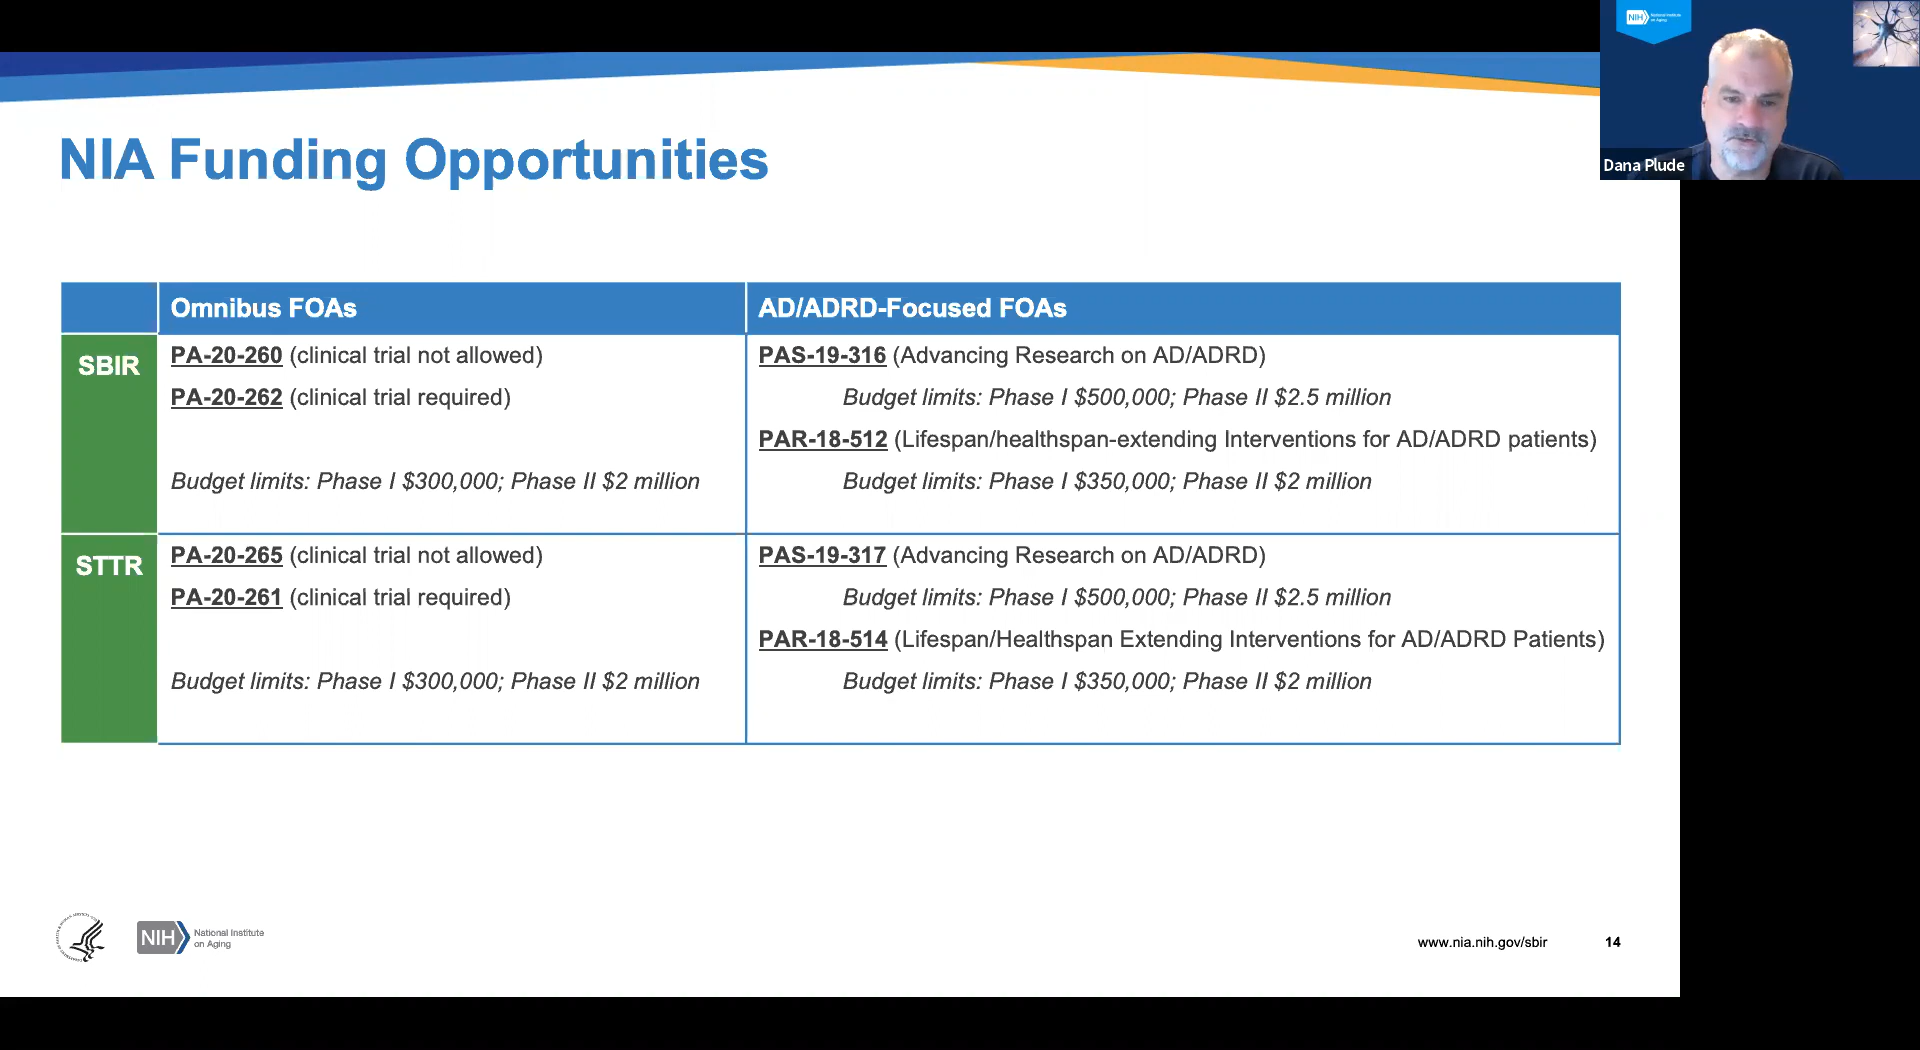 NIH National Institute on Aging
Dana Plude
NIA Funding Opportunities
Omnibus FOAs
AD/ADRD-Focused FOAs
SBIR
PA-20-260 (clinical trial not allowed)
PA-20-262 (clinical trial required)
Budget limits: Phase I $300,000; Phase II $2 million
PAS-19-316 (Advancing Research on AD/ADRD)
Budget limits: Phase I $500,000; Phase II $2.5 million
PAR-18-512 (Lifespan/healthspan-extending Interventions for AD/ADRD patients)
Budget limits: Phase I $350,000; Phase II $2 million
STTR
PA-20-265 (clinical trial not allowed)
PA-20-261 (clinical trial required)
Budget limits: Phase I $300,000; Phase II $2 million
PAS-19-317 (Advancing Research on AD/ADRD)
Budget limits: Phase I $500,000; Phase II $2.5 million
PAR-18-514 (Lifespan/Healthspan Extending Interventions for AD/ADRD Patients)
Budget limits: Phase I $350,000; Phase II $2 million
NIH
National Institute
on Aging
www.nia.nih.gov/sbir
14